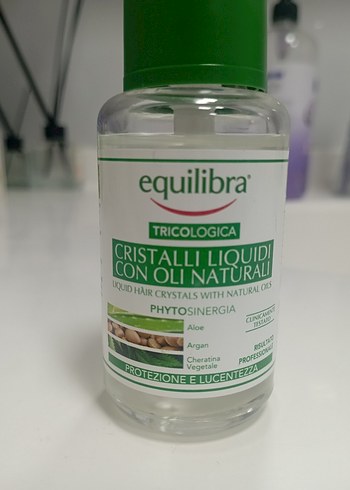 equilibra®
TRICOLOGICA
CRISTALLI LIQUIDI
CON OLI NATURALI
LIQUID HAIR CRYSTALS WITH NATURAL OILS
PHYTOSINERGIA
Aloe
Argan
Cheratina
Vegetale
CLINICAMENTE
TESTATO
RISULTATO
PROFESSIONALE
PROTEZIONE E LUCENTEZZA